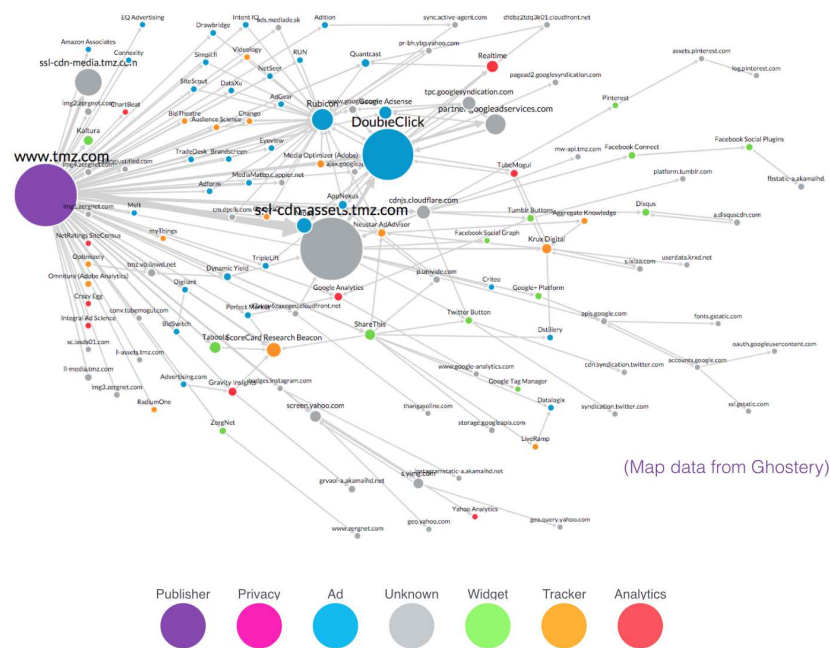 EQ Advertising
Drawbridge
Intent IQ
ads.mediade.sk
Adition
sync.active-agent.com
dfdbz2tdq3k01.cloudfront.net
Amazon Associates
Connexity
Simpli.fi
Videology
RUN
Quantcast
pr-bh.ybp.yahoo.com
Realtime
assets.pinterest.com
log.pinterest.com
ssl-cdn-media.tmz.com
SiteScout
DataXu
NetSeer
tpc.googlesyndication.com
pagead2.googlesyndication.com
Pinterest
img2.zergnet.com
ChartBeat
AdGear
Rubicon
Google Adsense
partner.googleadservices.com
Kaltura
BidTheatre
Audience Science
Chango
DoubleClick
Eyeview
Facebook Connect
Facebook Social Plugins
www.tmz.com
TradeDesk
Brandscreen
Media Optimizer (Adobe)
mw-api.tmz.com
TubeMogul
platform.tumblr.com
fbstatic-a.akamaihd.
Adform
AppNexus
cdnjs.cloudflare.com
Melt
ssl-cdn-assets.tmz.com
Tumblr Buttons
Aggregate Knowledge
Disqus
a.disquscdn.com
NetRatings SiteCensus
myThings
Neustar AdAdvisor
Facebook Social Graph
Krux Digital
Optimizely
TripleLift
s.ixiaa.com
userdata.krxd.net
Omniture (Adobe Analytics)
Digilant
Dynamic Yield
Google Analytics
Criteo
Google+ Platform
Crazy Egg
conv.tubemogul.com
Perfect Market
Twitter Button
apis.google.com
fonts.gstatic.com
Integral Ad Science
BidSwitch
ShareThis
Dstillery
Taboola
ScoreCard Research Beacon
oauth.googleusercontent.com
ll-assets.tmz.com
www.google-analytics.com
cdn.syndication.twitter.com
accounts.google.com
ll-media.tmz.com
img3.zergnet.com
Advertising.com
Gravity Insights
Google Tag Manager
RadiumOne
screen.yahoo.com
thangasoline.com
Datalogix
syndication.twitter.com
ssl.gstatic.com
ZergNet
storage.googleapis.com
LiveRamp
(Map data from Ghostery)
grvaol-a.akamaihd.net
Yahoo Analytics
www.zergnet.com
geo.yahoo.com
geo.query.yahoo.com
Publisher
Privacy
Ad
Unknown
Widget
Tracker
Analytics